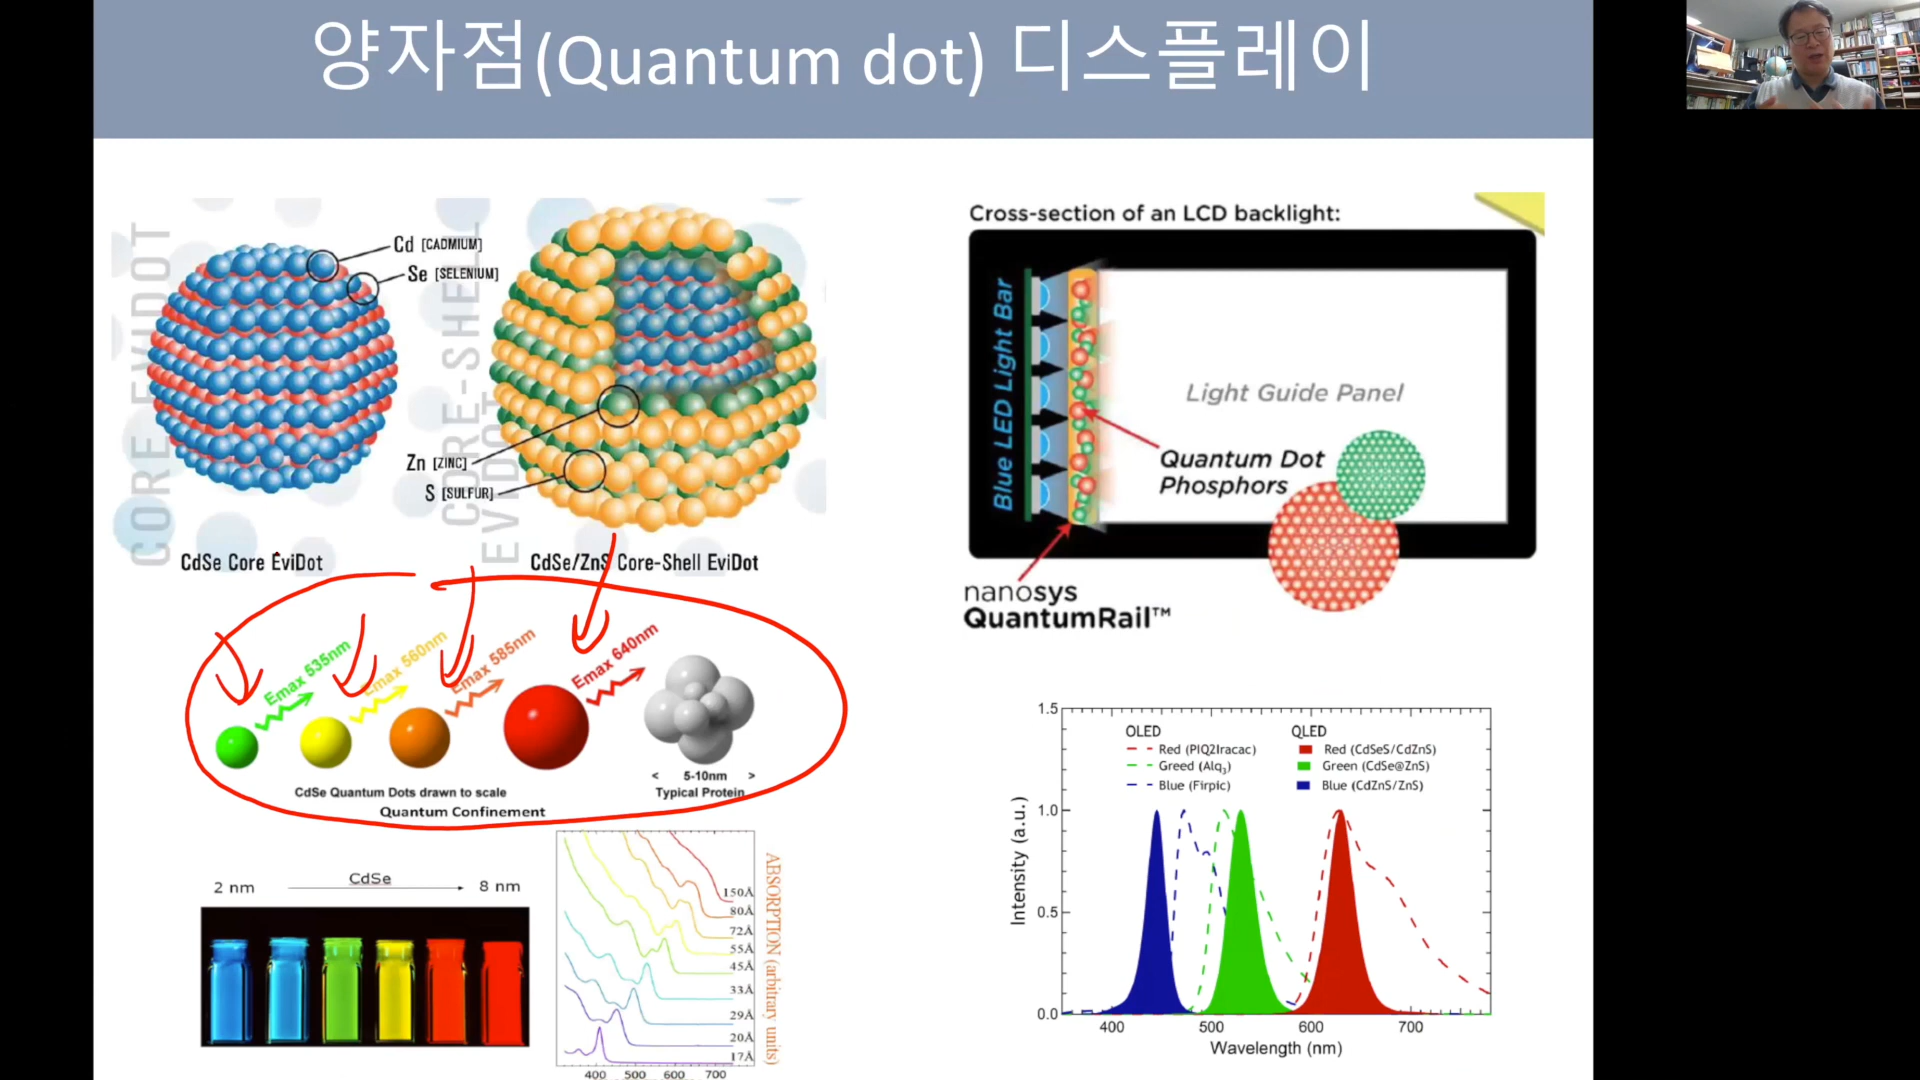 양자점(Quantum dot) 디스플레이
CORE EVIDOT
Cd [CADMIUM]
Se [SELENIUM]
CORE-SHELL
EVIDOT
Zn [ZINC]
S [SULFUR]
CdSe Core EviDot
CdSe/ZnS Core-Shell EviDot
Cross-section of an LCD backlight:
Blue LED Light Bar
Light Guide Panel
Quantum Dot
Phosphors
nanosys
QuantumRail™
Emax 535nm
Emax 560nm
Emax 585nm
Emax 640nm
< 5-10nm >
Typical Protein
CdSe Quantum Dots drawn to scale
Quantum Confinement
2 nm CdSe 8 nm
150Å
80Å
72Å
55Å
45Å
33Å
29Å
20Å
17Å
ABSORPTION (arbitrary units)
400 500 600 700
OLED QLED
Red (PIQ2Iracac) Red (CdSeS/CdZnS)
Greed (Alq3) Green (CdSe@ZnS)
Blue (Firpic) Blue (CdZnS/ZnS)
Intensity (a.u.)
1.5
1.0
0.5
0.0
400 500 600 700
Wavelength (nm)